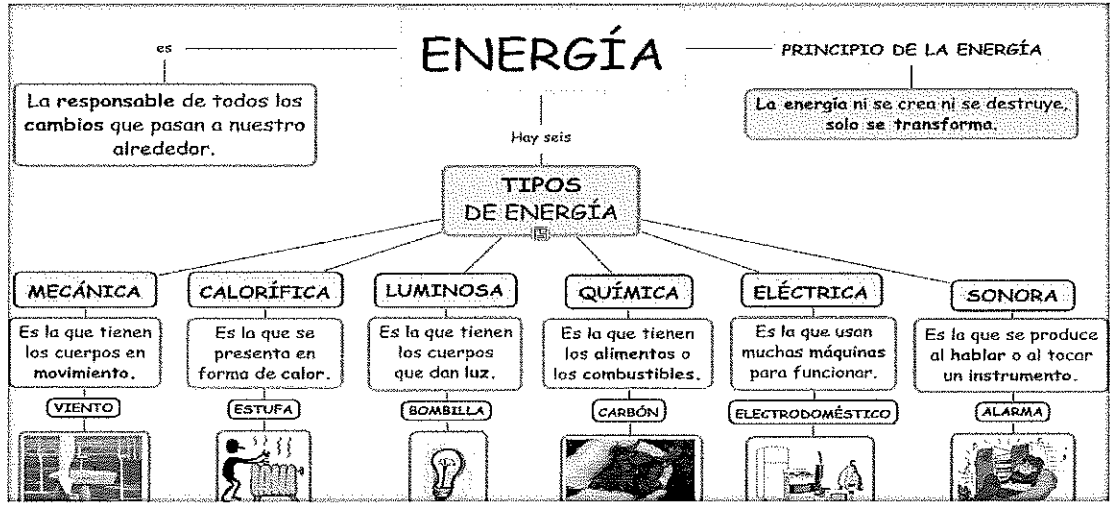 ENERGÍA
es
La responsable de todos los
cambios que pasan a nuestro
alrededor.
PRINCIPIO DE LA ENERGÍA
La energía ni se crea ni se destruye,
solo se transforma.
Hay seis
TIPOS
DE ENERGÍA
MECÁNICA
Es la que tienen
los cuerpos en
movimiento.
VIENTO
CALORÍFICA
Es la que se
presenta en
forma de calor.
ESTUFA
LUMINOSA
Es la que tienen
los cuerpos
que dan luz.
BOMBILLA
QUÍMICA
Es la que tienen
los alimentos o
los combustibles.
CARBÓN
ELÉCTRICA
Es la que usan
muchas máquinas
para funcionar.
ELECTRODOMÉSTICO
SONORA
Es la que se produce
al hablar o al tocar
un instrumento.
ALARMA